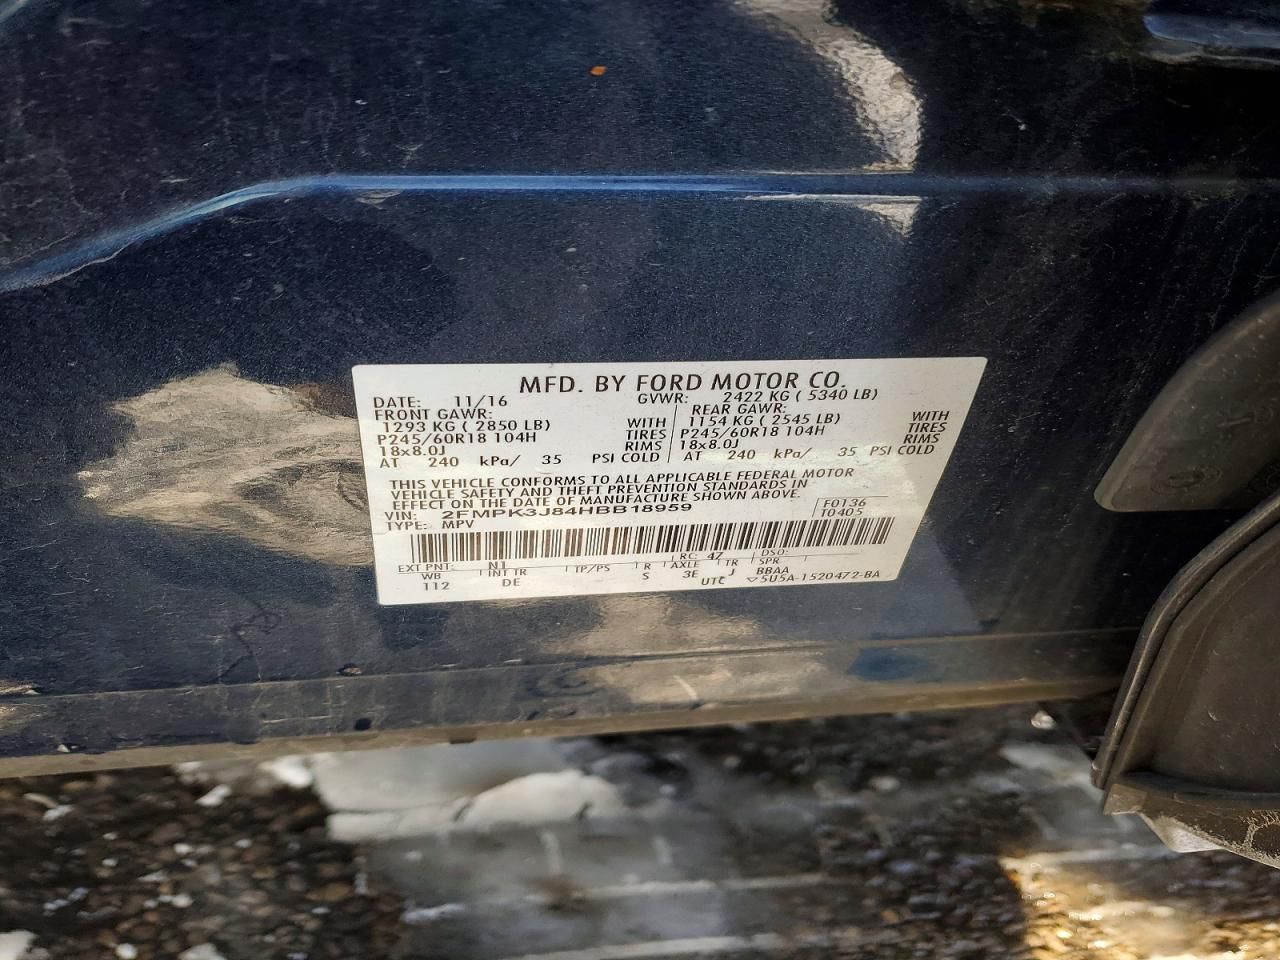 MFD. BY FORD MOTOR CO.
DATE: 11/16 GVWR: 2422 KG ( 5340 LB)
FRONT GAWR: REAR GAWR:
1293 KG ( 2850 LB) WITH 1154 KG ( 2545 LB) WITH
P245/60R18 104H TIRES P245/60R18 104H TIRES
18x8.0J RIMS 18x8.0J RIMS
AT 240 kPa/ 35 PSI COLD AT 240 kPa/ 35 PSI COLD
THIS VEHICLE CONFORMS TO ALL APPLICABLE FEDERAL MOTOR
VEHICLE SAFETY AND THEFT PREVENTION STANDARDS IN
EFFECT ON THE DATE OF MANUFACTURE SHOWN ABOVE.
VIN: 2FMPK3J84HBB18959 F0136
TYPE: MPV T0405
EXT PNT: N1 RC: 47 DSO:
WB INT TR TP/PS R AXLE TR SPR
112 DE S 3E J BBAA
UTC ▽5U5A-1520472-BA